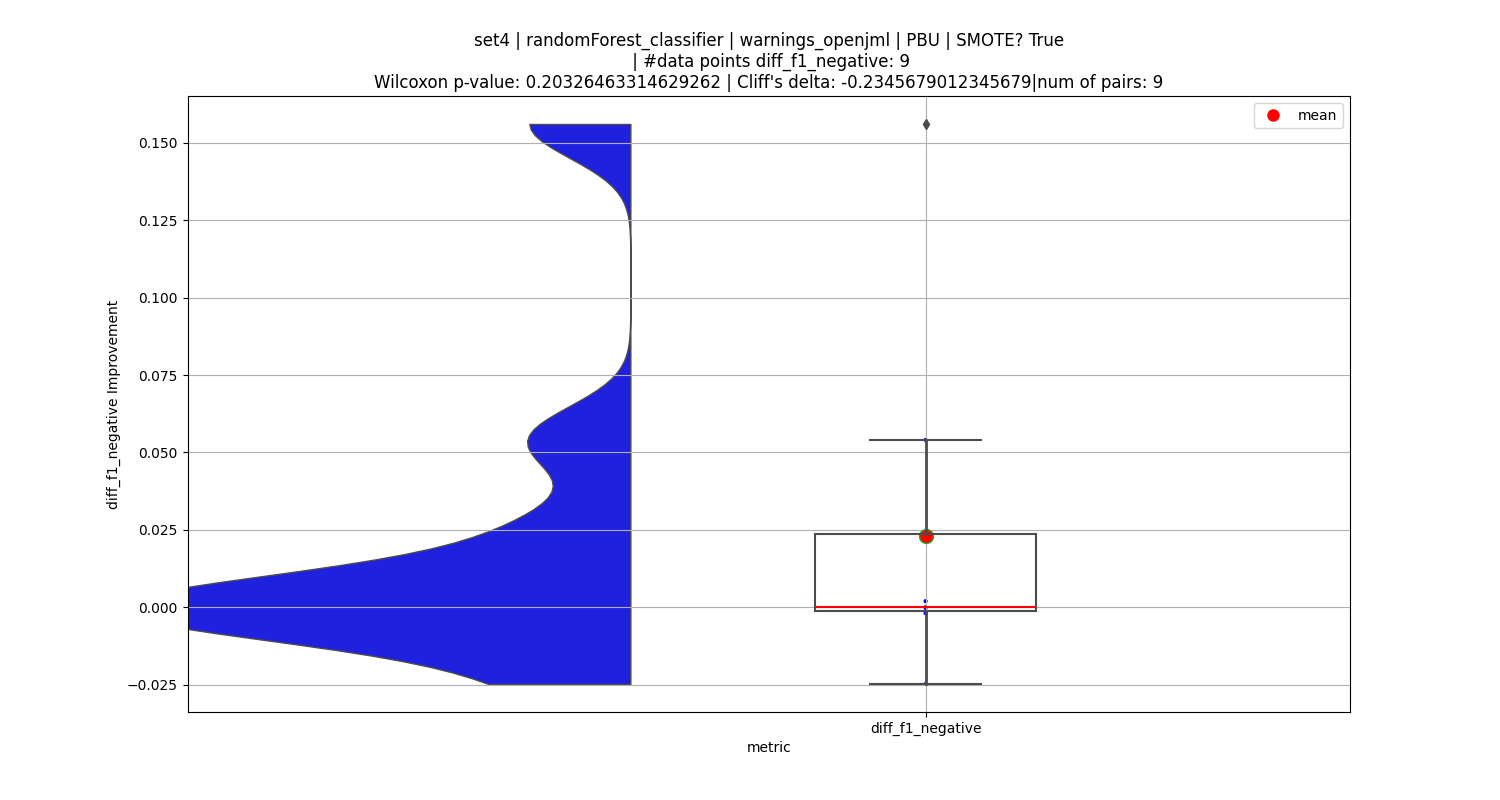 set4 | randomForest_classifier | warnings_openjml | PBU | SMOTE? True
| #data points diff_f1_negative: 9
Wilcoxon p-value: 0.20326463314629262 | Cliff's delta: -0.2345679012345679|num of pairs: 9
mean
0.150
0.125
0.100
0.075
0.050
0.025
0.000
−0.025
diff_f1_negative Improvement
diff_f1_negative
metric